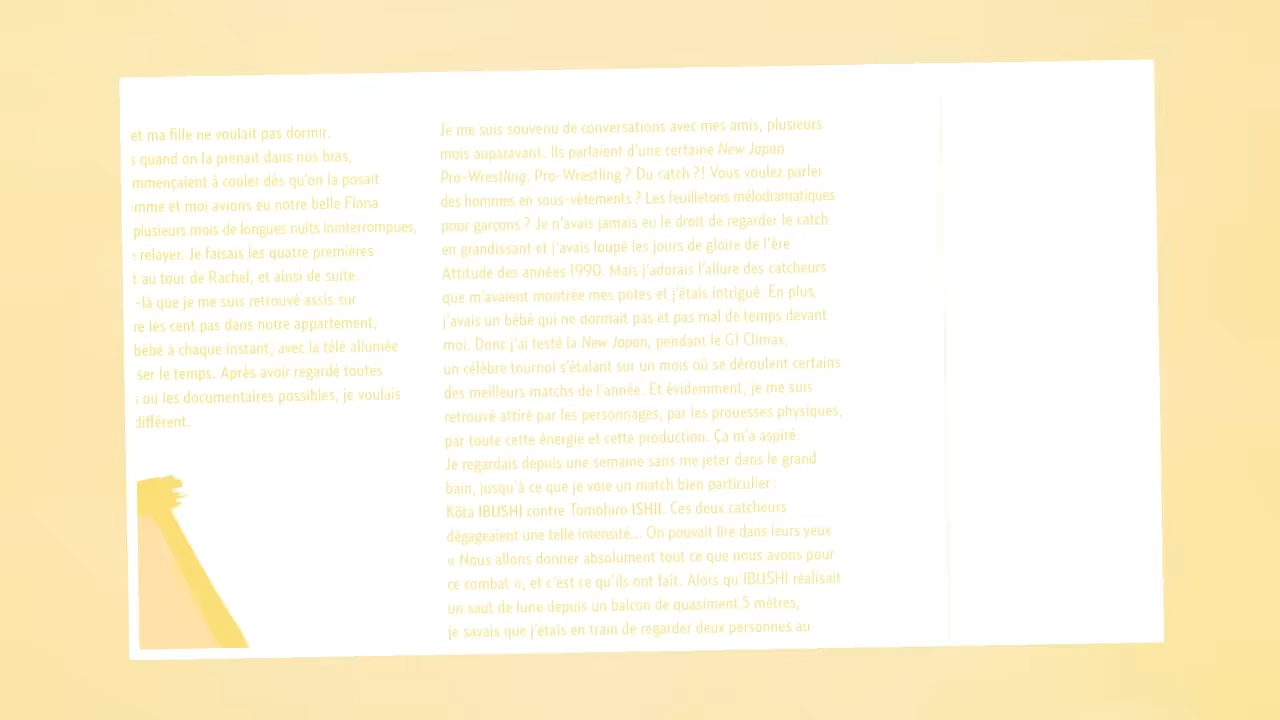 et ma fille ne voulait pas dormir.
s quand on la prenait dans nos bras,
mmençaient à couler dès qu'on la posait
mme et moi avions eu notre belle Fiona
plusieurs mois de longues nuits ininterrompues,
relayer. Je faisais les quatre premières
t au tour de Rachel, et ainsi de suite.
-là que je me suis retrouvé assis sur
re les cent pas dans notre appartement,
bébé à chaque instant, avec la télé allumée
ser le temps. Après avoir regardé toutes
s ou les documentaires possibles, je voulais
différent.
Je me suis souvenu de conversations avec mes amis, plusieurs
mois auparavant. Ils parlaient d'une certaine New Japan
Pro-Wrestling. Pro-Wrestling ? Du catch ?! Vous voulez parler
des hommes en sous-vêtements ? Les feuilletons mélodramatiques
pour garçons ? Je n'avais jamais eu le droit de regarder le catch
en grandissant et j'avais loupé les jours de gloire de l'ère
Attitude des années 1990. Mais j'adorais l'allure des catcheurs
que m'avaient montrée mes potes et j'étais intrigué. En plus,
j'avais un bébé qui ne dormait pas et pas mal de temps devant
moi. Donc j'ai testé la New Japan, pendant le G1 Climax,
un célèbre tournoi s'étalant sur un mois où se déroulent certains
des meilleurs matchs de l'année. Et évidemment, je me suis
retrouvé attiré par les personnages, par les prouesses physiques,
par toute cette énergie et cette production. Ça m'a aspiré.
Je regardais depuis une semaine sans me jeter dans le grand
bain, jusqu'à ce que je voie un match bien particulier :
Kōta IBUSHI contre Tomohiro ISHII. Ces deux catcheurs
dégageaient une telle intensité... On pouvait lire dans leurs yeux
« Nous allons donner absolument tout ce que nous avons pour
ce combat », et c'est ce qu'ils ont fait. Alors qu'IBUSHI réalisait
un saut de lune depuis un balcon de quasiment 5 mètres,
je savais que j'étais en train de regarder deux personnes au